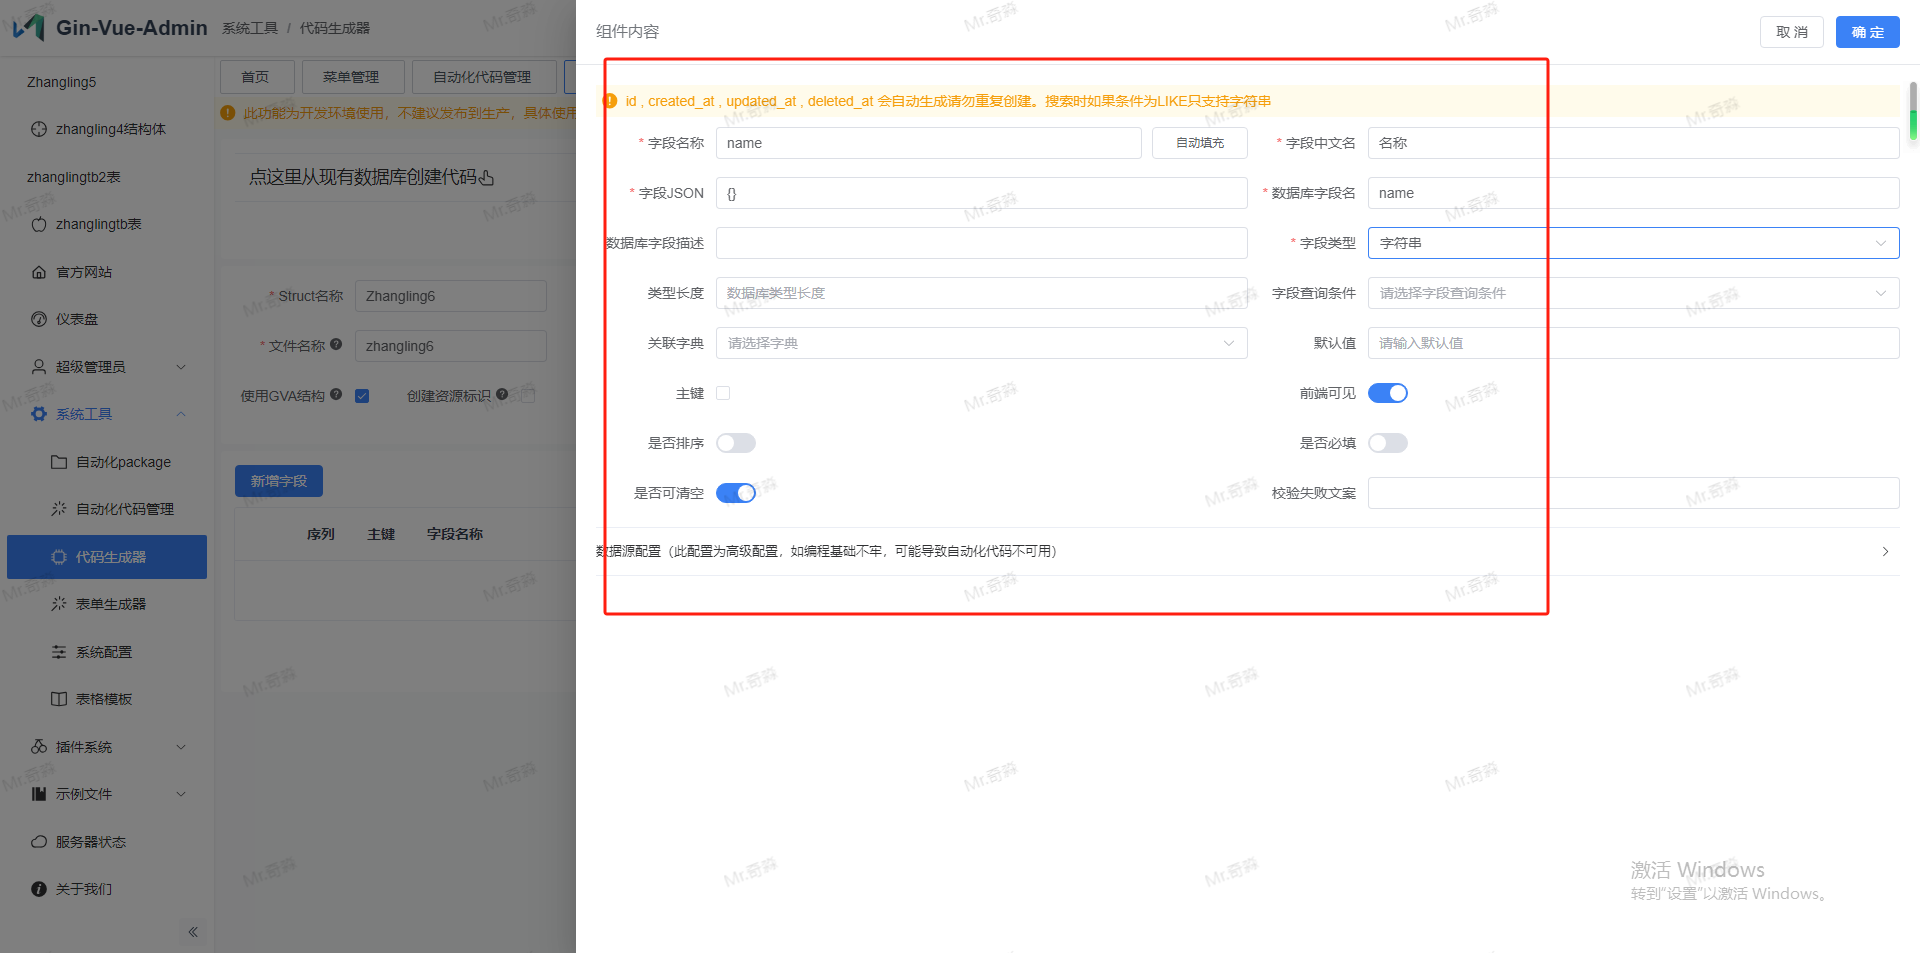 Gin-Vue-Admin
系统工具 / 代码生成器
Zhangling5
zhangling4结构体
zhanglingtb2表
zhanglingtb表
官方网站
仪表盘
超级管理员
系统工具
自动化package
自动化代码管理
代码生成器
表单生成器
系统配置
表格模板
插件系统
示例文件
服务器状态
关于我们
首页
菜单管理
自动化代码管理
此功能为开发环境使用，不建议发布到生产，具体使用
点这里从现有数据库创建代码
* Struct名称 Zhangling6
* 文件名称 zhangling6
使用GVA结构 创建资源标识
新增字段
序列 主键 字段名称
组件内容
取 消
确 定
id , created_at , updated_at , deleted_at 会自动生成请勿重复创建。搜索时如果条件为LIKE只支持字符串
* 字段名称 name 自动填充 * 字段中文名 名称
* 字段JSON {} * 数据库字段名 name
数据库字段描述 * 字段类型 字符串
类型长度 数据库类型长度 字段查询条件 请选择字段查询条件
关联字典 请选择字典 默认值 请输入默认值
主键 前端可见
是否排序 是否必填
是否可清空 校验失败文案
数据源配置（此配置为高级配置，如编程基础不牢，可能导致自动化代码不可用）
Mr.奇淼
激活 Windows
转到“设置”以激活 Windows。